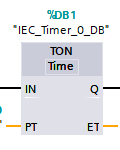 %DB1
"IEC_Timer_0_DB"
TON
Time
IN Q
PT ET